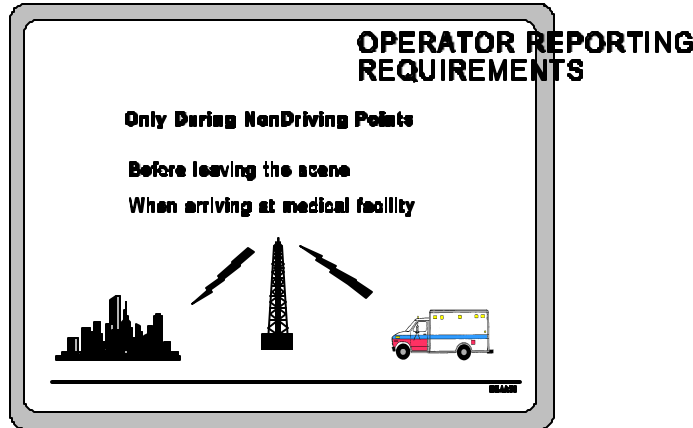 OPERATOR REPORTING
REQUIREMENTS
Only During NonDriving Points
Before leaving the scene
When arriving at medical facility